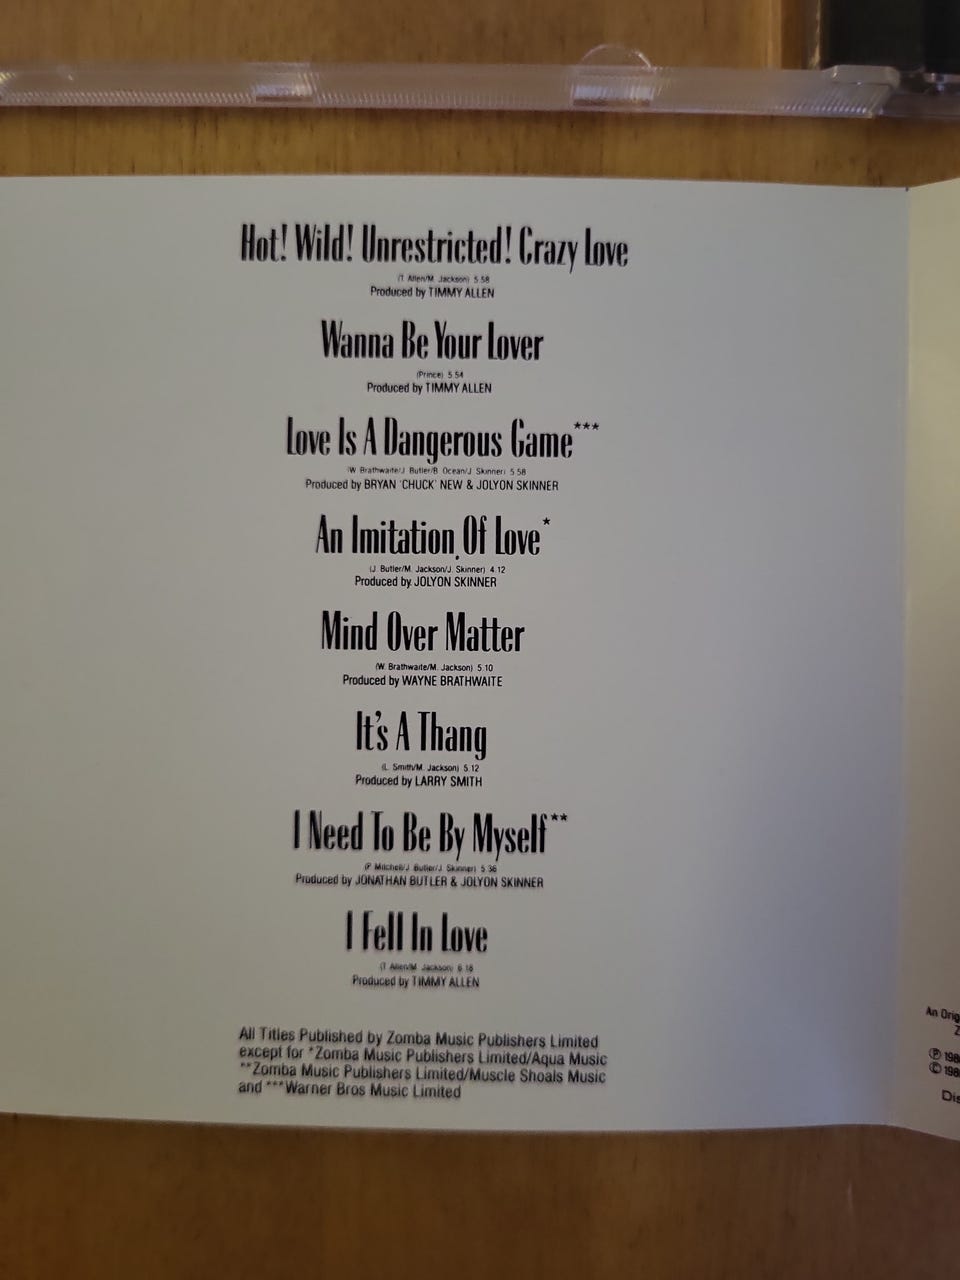 Hot! Wild! Unrestricted! Crazy Love
(T. Allen/M. Jackson) 5.58
Produced by TIMMY ALLEN
Wanna Be Your Lover
(Prince) 5.54
Produced by TIMMY ALLEN
Love Is A Dangerous Game***
(W. Brathwaite/J. Butler/B. Ocean/J. Skinner) 5.58
Produced by BRYAN 'CHUCK' NEW & JOLYON SKINNER
An Imitation Of Love*
(J. Butler/M. Jackson/J. Skinner) 4.12
Produced by JOLYON SKINNER
Mind Over Matter
(W. Brathwaite/M. Jackson) 5.10
Produced by WAYNE BRATHWAITE
It's A Thang
(L. Smith/M. Jackson) 5.12
Produced by LARRY SMITH
I Need To Be By Myself**
(P. Mitchell/J. Butler/J. Skinner) 5.36
Produced by JONATHAN BUTLER & JOLYON SKINNER
I Fell In Love
(T. Allen/M. Jackson) 6.18
Produced by TIMMY ALLEN
All Titles Published by Zomba Music Publishers Limited
except for *Zomba Music Publishers Limited/Aqua Music
**Zomba Music Publishers Limited/Muscle Shoals Music
and ***Warner Bros Music Limited
An Orig
Z
℗ 198
© 198
Dis